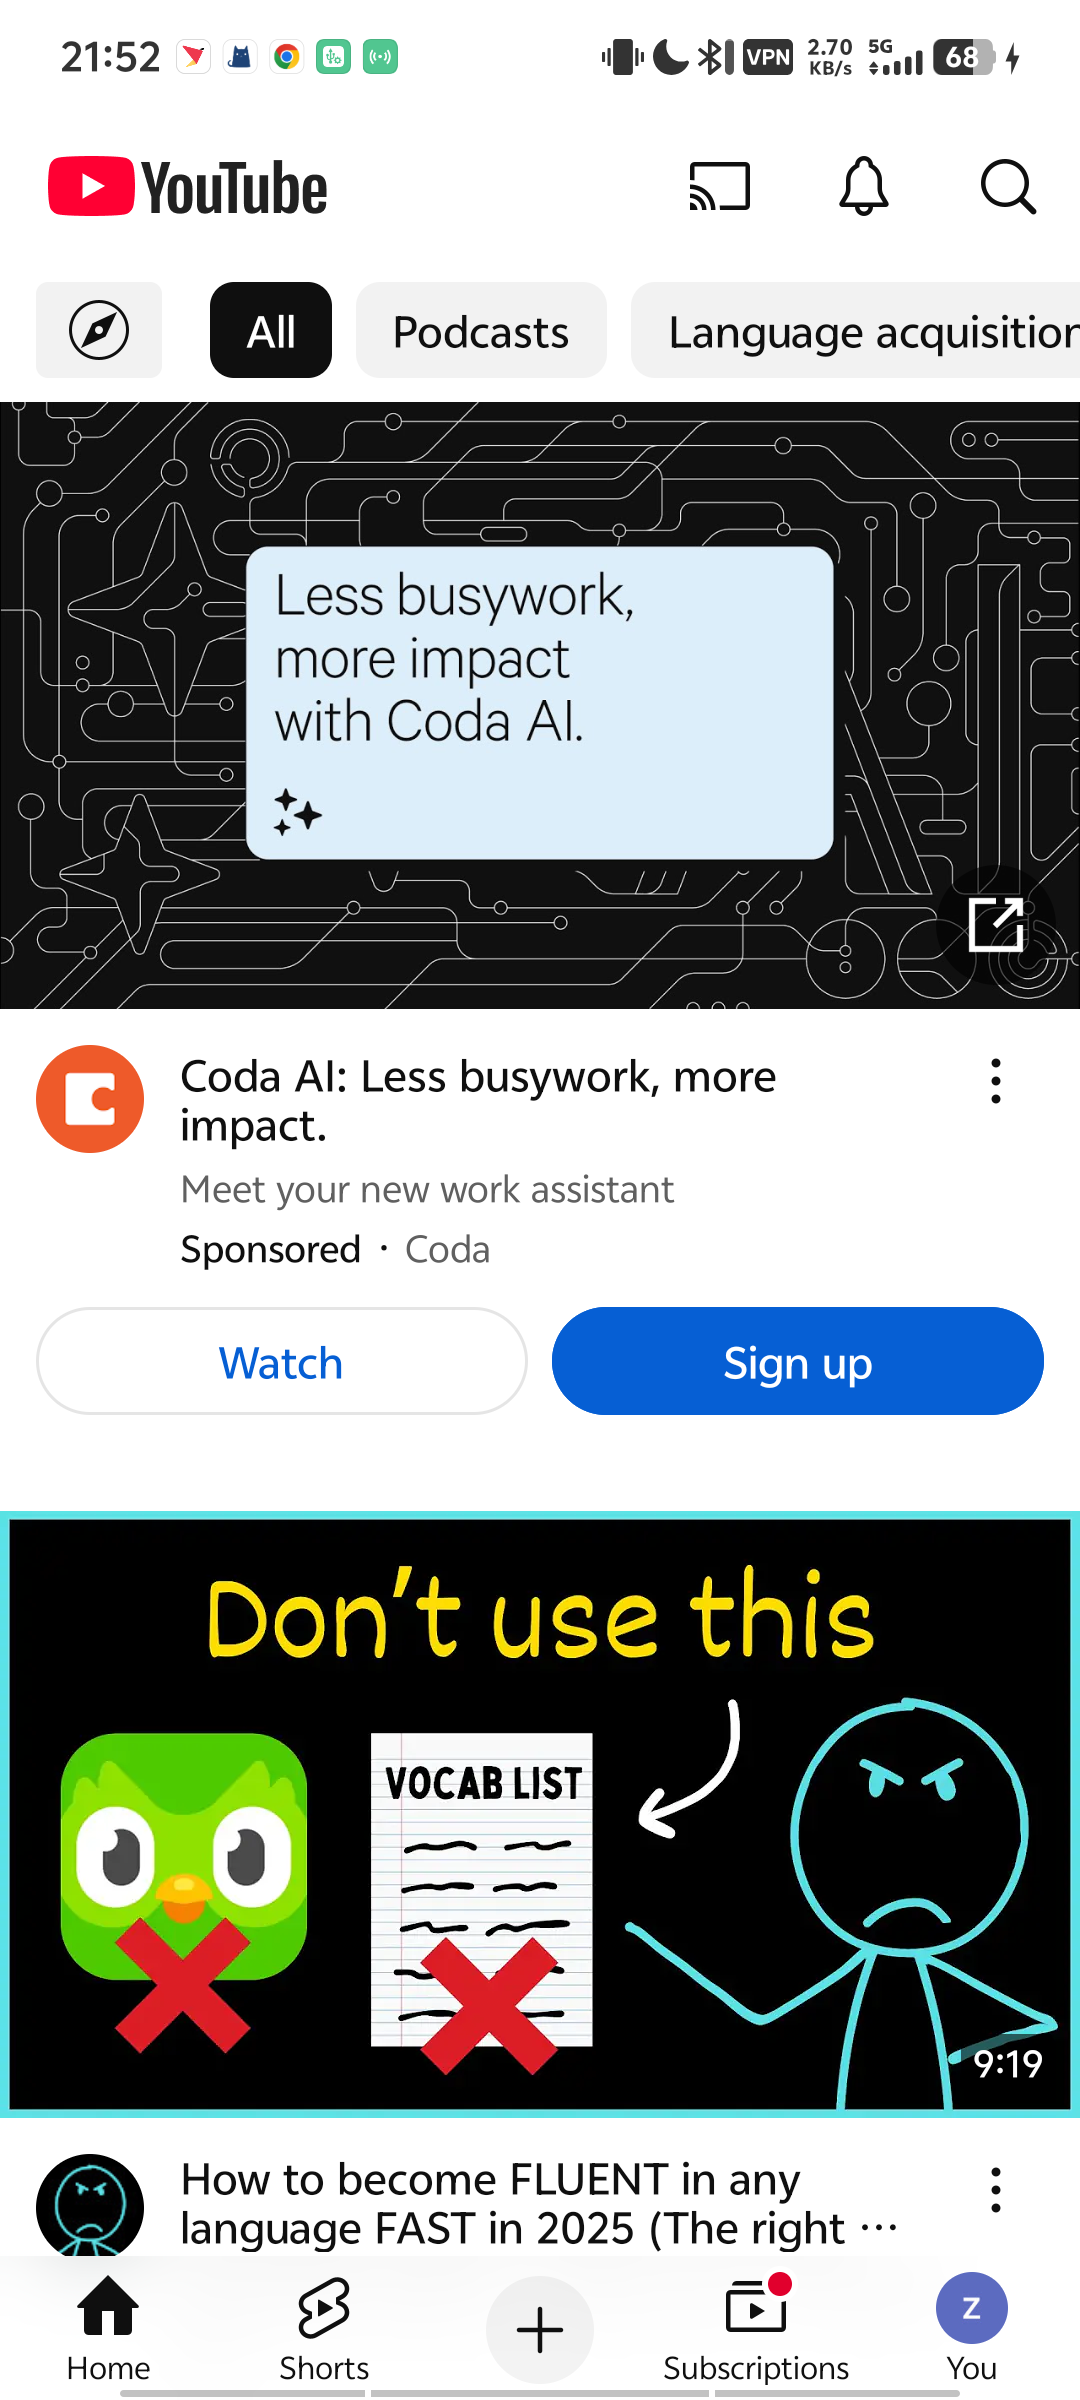 21:52
VPN
2.70 KB/s
5G
68
YouTube
All
Podcasts
Language acquisition
Less busywork,
more impact
with Coda AI.
Coda AI: Less busywork, more
impact.
Meet your new work assistant
Sponsored · Coda
Watch
Sign up
Don't use this
VOCAB LIST
9:19
How to become FLUENT in any
language FAST in 2025 (The right ...
Home
Shorts
Subscriptions
Z
You